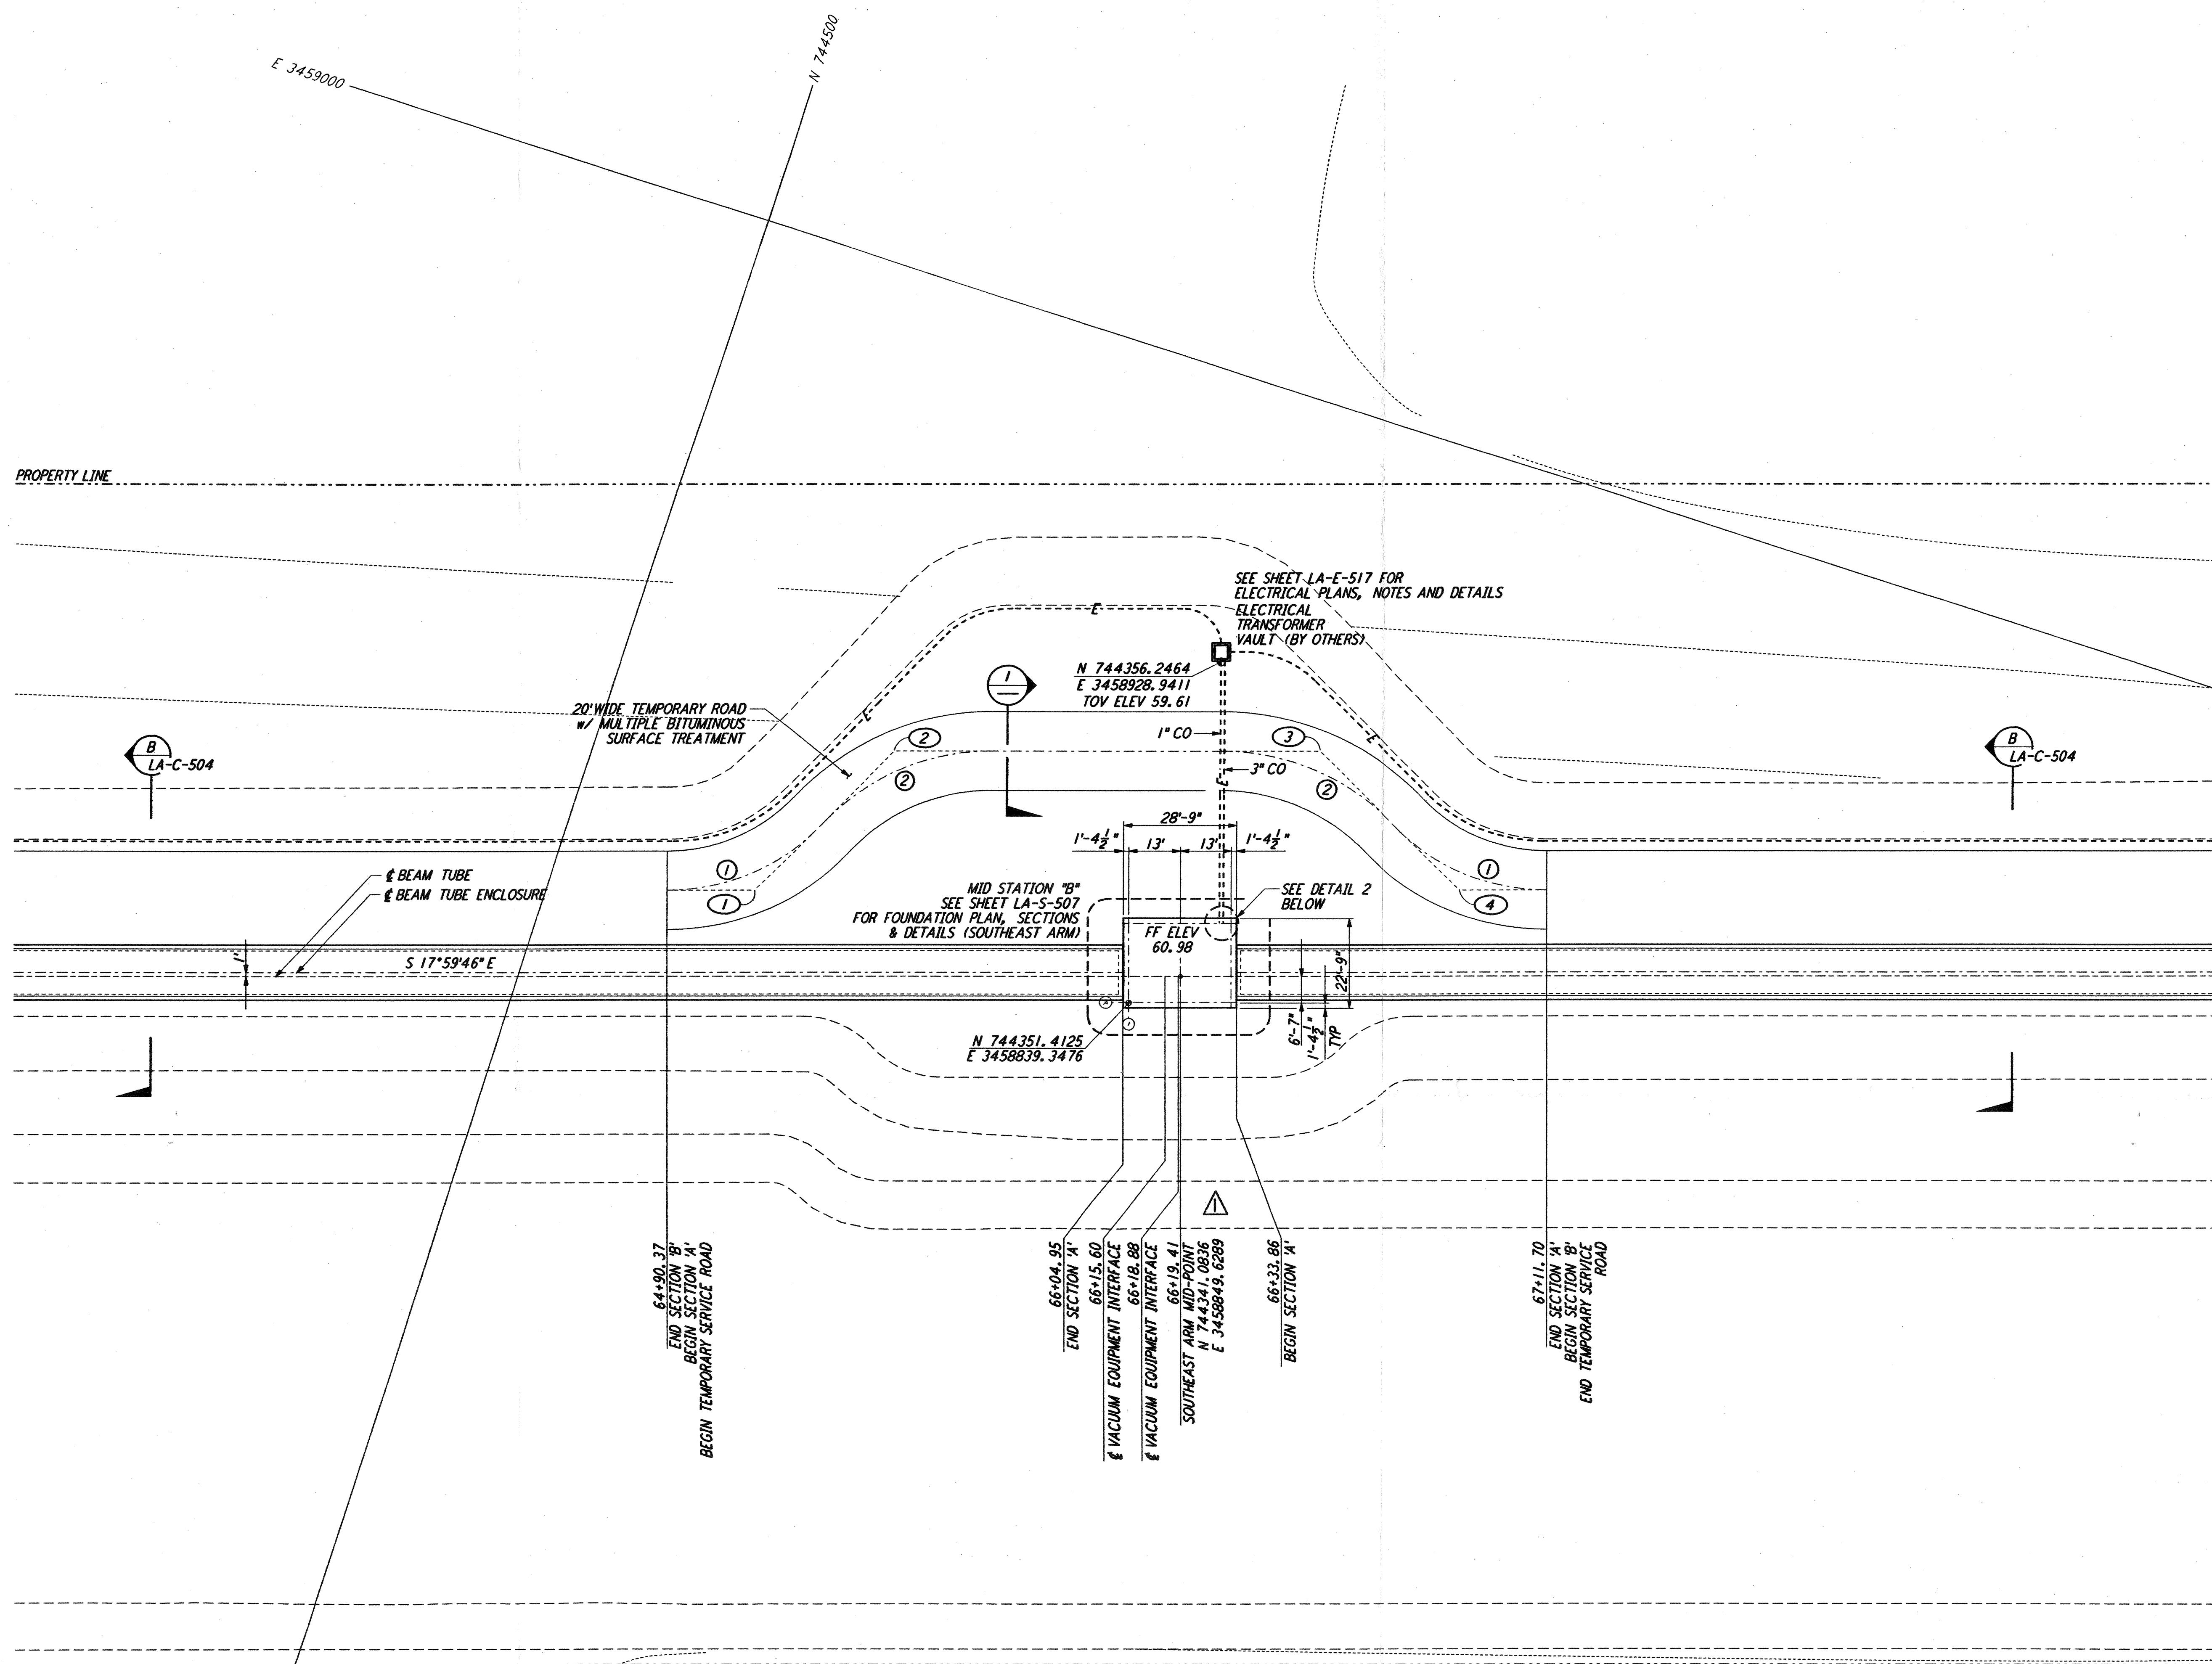 E 3459000
N 744500
PROPERTY LINE
SEE SHEET LA-E-517 FOR
ELECTRICAL PLANS, NOTES AND DETAILS
ELECTRICAL
TRANSFORMER
VAULT (BY OTHERS)
E
N 744356.2464
E 3458928.9411
TOV ELEV 59.61
1
20' WIDE TEMPORARY ROAD
w/ MULTIPLE BITUMINOUS
SURFACE TREATMENT
E
E
B
LA-C-504
B
LA-C-504
2
2
1" CO
3
3" CO
2
E
28'-9"
1'-4½"
13'
13'
1'-4½"
1
1
1
4
℄ BEAM TUBE
℄ BEAM TUBE ENCLOSURE
MID STATION "B"
SEE SHEET LA-S-507
FOR FOUNDATION PLAN, SECTIONS
& DETAILS (SOUTHEAST ARM)
SEE DETAIL 2
BELOW
FF ELEV
60.98
1'
S 17°59'46" E
22'-9"
6'-7"
1'-4½"
TYP
N 744351.4125
E 3458839.3476
1
64+90.37
END SECTION 'B'
BEGIN SECTION 'A'
BEGIN TEMPORARY SERVICE ROAD
66+04.95
END SECTION 'A'
66+15.60
℄ VACUUM EQUIPMENT INTERFACE
66+18.88
℄ VACUUM EQUIPMENT INTERFACE
66+19.41
SOUTHEAST ARM MID-POINT
N 744341.0836
E 3458849.6289
66+33.86
BEGIN SECTION 'A'
67+11.70
END SECTION 'A'
BEGIN SECTION 'B'
END TEMPORARY SERVICE
ROAD